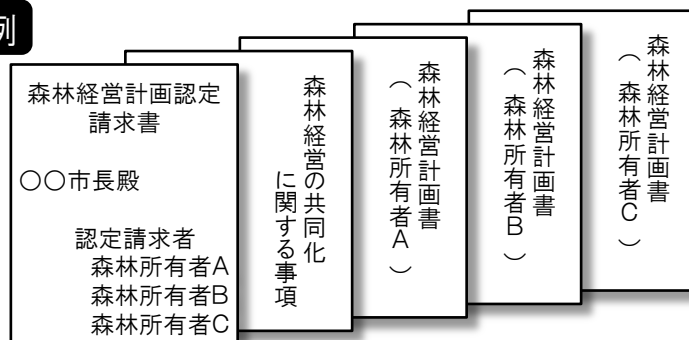 例
森林経営計画認定
請求書
○○市長殿
認定請求者
森林所有者A
森林所有者B
森林所有者C
森林経営の共同化
に関する事項
森林経営計画書
（森林所有者A）
森林経営計画書
（森林所有者B）
森林経営計画書
（森林所有者C）